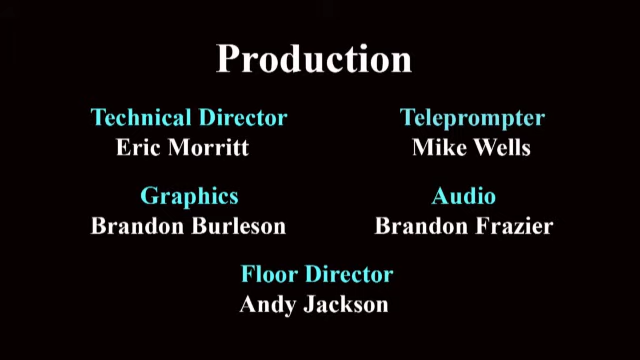 Production
Technical Director
Eric Morritt
Teleprompter
Mike Wells
Graphics
Brandon Burleson
Audio
Brandon Frazier
Floor Director
Andy Jackson